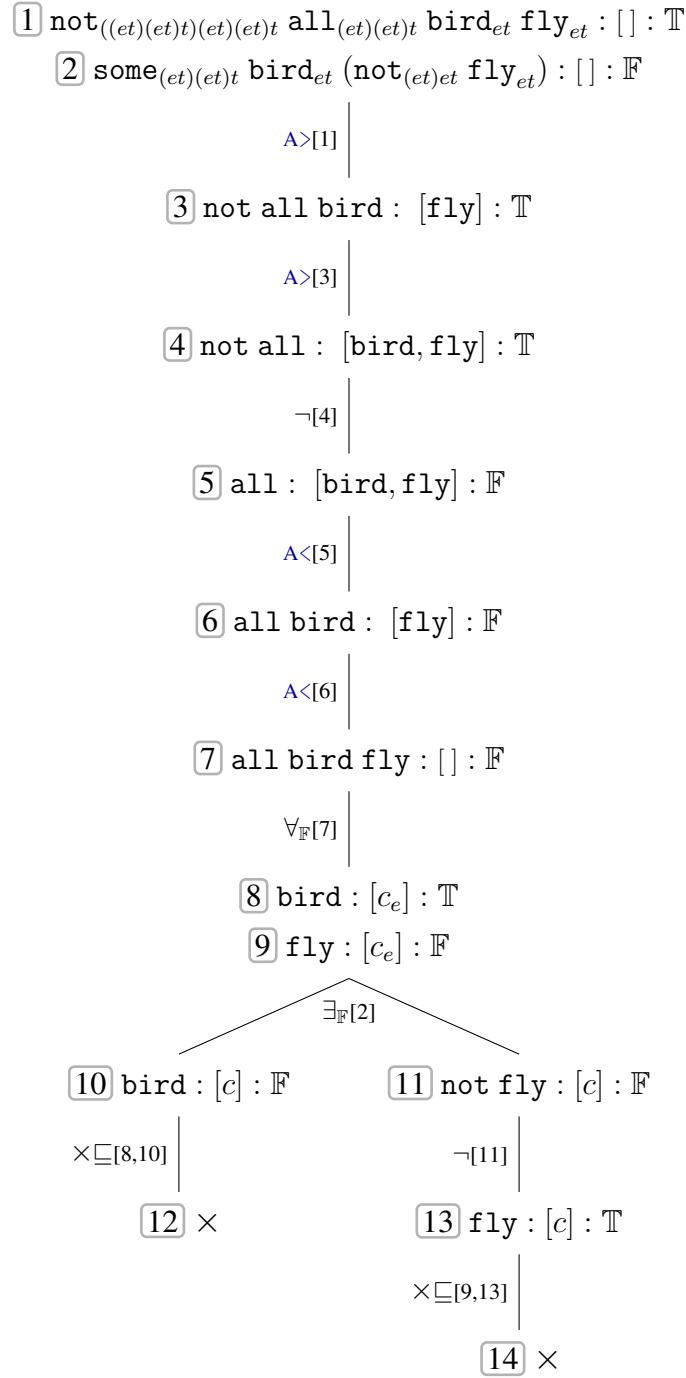 1 not₍₍ₑₜ₎₍ₑₜ₎ₜ₎₍ₑₜ₎₍ₑₜ₎ₜ all₍ₑₜ₎₍ₑₜ₎ₜ birdₑₜ flyₑₜ : [ ] : 𝕋
2 some₍ₑₜ₎₍ₑₜ₎ₜ birdₑₜ (not₍ₑₜ₎ₑₜ flyₑₜ) : [ ] : 𝔽
A>[1]
3 not all bird : [fly] : 𝕋
A>[3]
4 not all : [bird, fly] : 𝕋
¬[4]
5 all : [bird, fly] : 𝔽
A<[5]
6 all bird : [fly] : 𝔽
A<[6]
7 all bird fly : [ ] : 𝔽
∀𝔽[7]
8 bird : [cₑ] : 𝕋
9 fly : [cₑ] : 𝔽
∃𝔽[2]
10 bird : [c] : 𝔽
11 not fly : [c] : 𝔽
×⊑[8,10]
¬[11]
12 ×
13 fly : [c] : 𝕋
×⊑[9,13]
14 ×